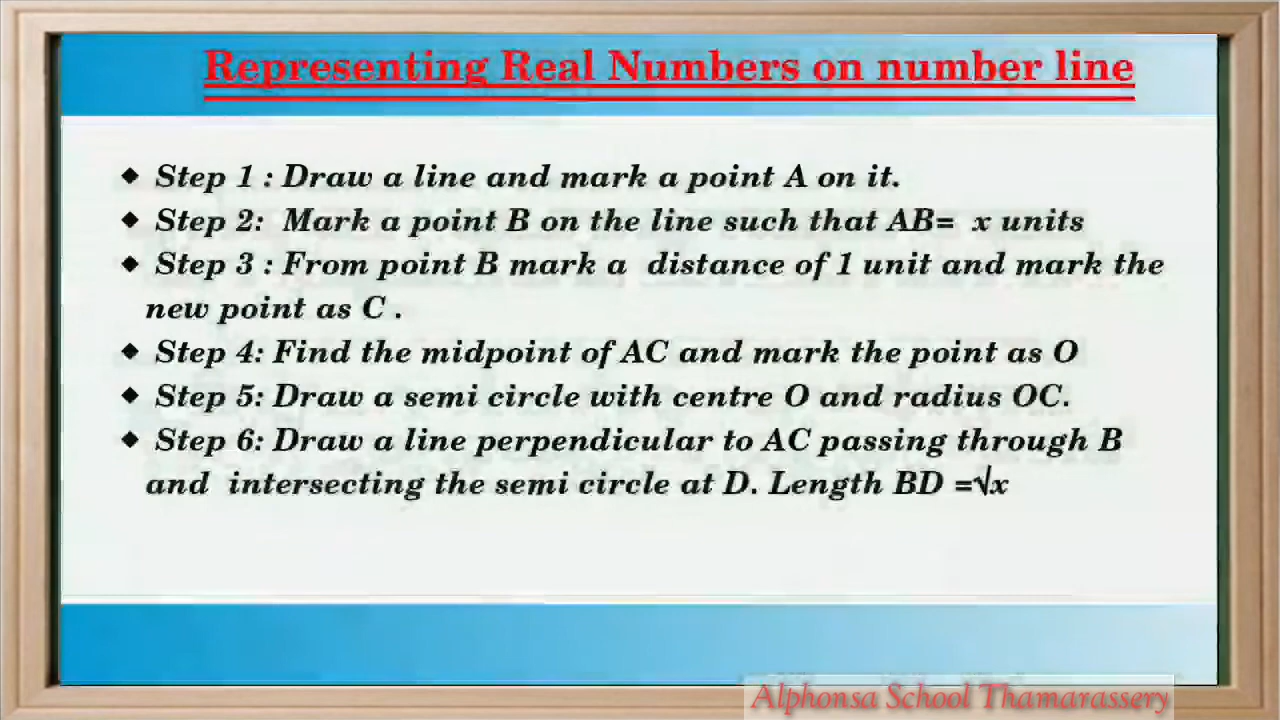 Representing Real Numbers on number line
◆ Step 1 : Draw a line and mark a point A on it.
◆ Step 2: Mark a point B on the line such that AB= x units
◆ Step 3 : From point B mark a distance of 1 unit and mark the
new point as C .
◆ Step 4: Find the midpoint of AC and mark the point as O
◆ Step 5: Draw a semi circle with centre O and radius OC.
◆ Step 6: Draw a line perpendicular to AC passing through B
and intersecting the semi circle at D. Length BD =√x
Alphonsa School Thamarassery